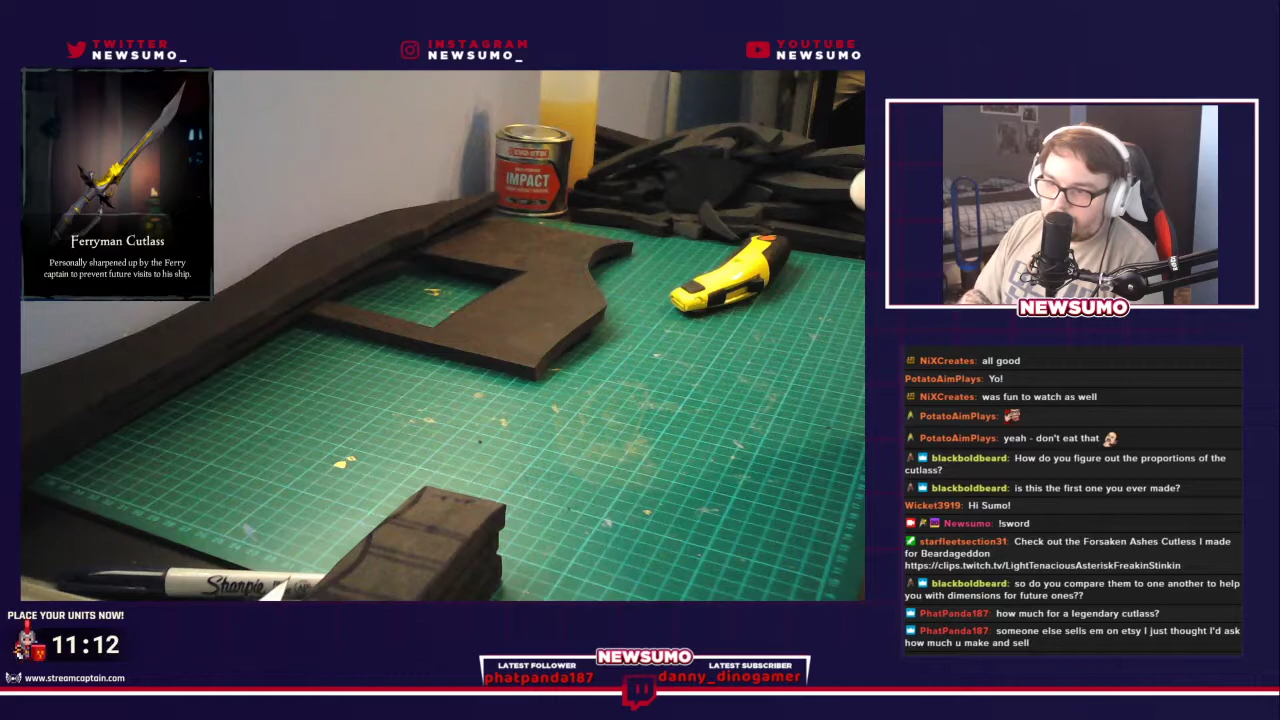 TWITTER
NEWSUMO_
INSTAGRAM
NEWSUMO_
YOUTUBE
NEWSUMO
Ferryman Cutlass
Personally sharpened up by the Ferry
captain to prevent future visits to his ship.
EVO-STIK
IMPACT
Sharpie
NEWSUMO
NiXCreates: all good
PotatoAimPlays: Yo!
NiXCreates: was fun to watch as well
PotatoAimPlays:
PotatoAimPlays: yeah - don't eat that
blackboldbeard: How do you figure out the proportions of the
cutlass?
blackboldbeard: is this the first one you ever made?
Wicket3919: Hi Sumo!
Newsumo: !sword
starfleetsection31: Check out the Forsaken Ashes Cutless I made
for Beardageddon
https://clips.twitch.tv/LightTenaciousAsteriskFreakinStinkin
blackboldbeard: so do you compare them to one another to help
you with dimensions for future ones??
PhatPanda187: how much for a legendary cutlass?
PhatPanda187: someone else sells em on etsy I just thought I'd ask
how much u make and sell
PLACE YOUR UNITS NOW!
11:12
www.streamcaptain.com
NEWSUMO
LATEST FOLLOWER
phatpanda187
LATEST SUBSCRIBER
danny_dinogamer